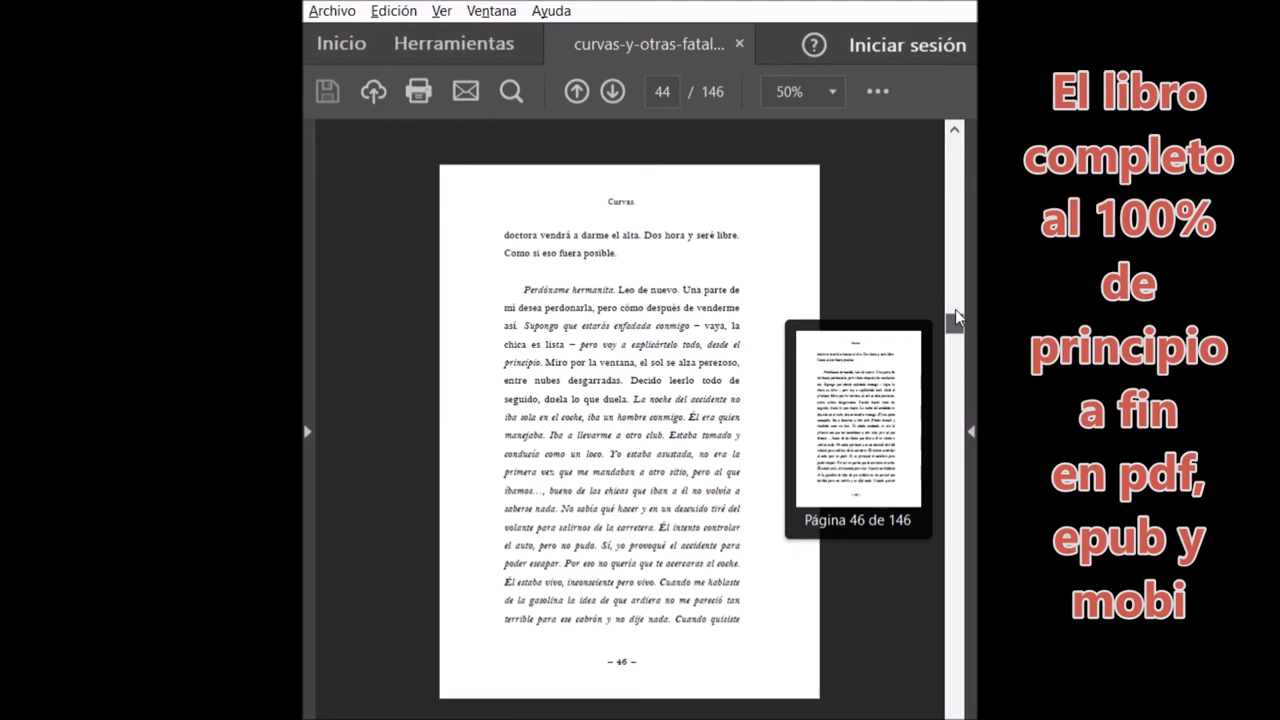 Archivo Edición Ver Ventana Ayuda
Inicio Herramientas curvas-y-otras-fatal... × ? Iniciar sesión
44 / 146 50%
Curvas.
doctora vendrá a darme el alta. Dos hora y seré libre.
Como si eso fuera posible.
Perdóname hermanita. Leo de nuevo. Una parte de
mí desea perdonarla, pero cómo después de venderme
así. Supongo que estarás enfadada conmigo – vaya, la
chica es lista – pero voy a explicártelo todo, desde el
principio. Miro por la ventana, el sol se alza perezoso,
entre nubes desgarradas. Decido leerlo todo de
seguido, duela lo que duela. La noche del accidente no
iba sola en el coche, iba un hombre conmigo. Él era quien
manejaba. Iba a llevarme a otro club. Estaba tomado y
conducía como un loco. Yo estaba asustada, no era la
primera vez que me mandaban a otro sitio, pero al que
íbamos..., bueno de las chicas que iban a él no volvía a
saberse nada. No sabía qué hacer y en un descuido tiré del
volante para salirnos de la carretera. Él intento controlar
el auto, pero no pudo. Sí, yo provoqué el accidente para
poder escapar. Por eso no quería que te acercaras al coche.
Él estaba vivo, inconsciente pero vivo. Cuando me hablaste
de la gasolina la idea de que ardiera no me pareció tan
terrible para ese cabrón y no dije nada. Cuando quisiste
– 46 –
Página 46 de 146
El libro
completo
al 100%
de
principio
a fin
en pdf,
epub y
mobi